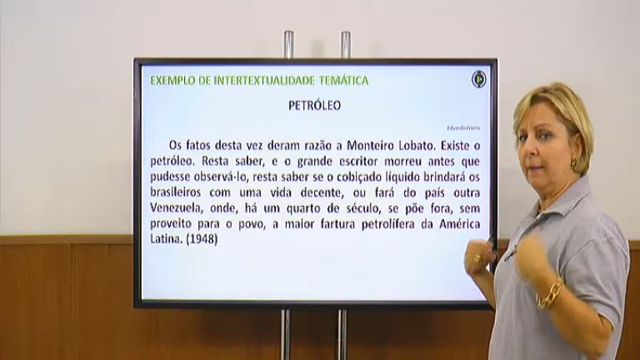 EXEMPLO DE INTERTEXTUALIDADE TEMÁTICA
PETRÓLEO
Os fatos desta vez deram razão a Monteiro Lobato. Existe o
petróleo. Resta saber, e o grande escritor morreu antes que
pudesse observá-lo, resta saber se o cobiçado líquido brindará os
brasileiros com uma vida decente, ou fará do país outra
Venezuela, onde, há um quarto de século, se põe fora, sem
proveito para o povo, a maior fartura petrolífera da América
Latina. (1948)